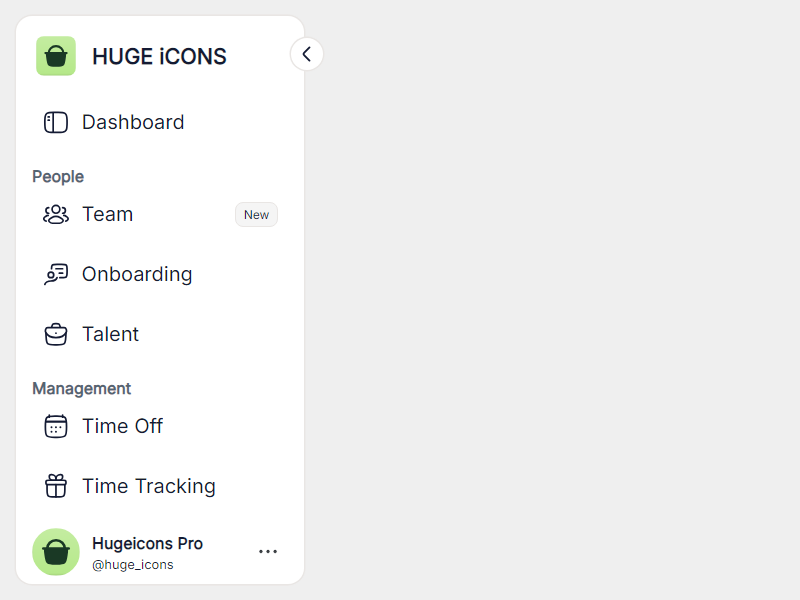 HUGE iCONS
Dashboard
People
Team
New
Onboarding
Talent
Management
Time Off
Time Tracking
Hugeicons Pro
@huge_icons